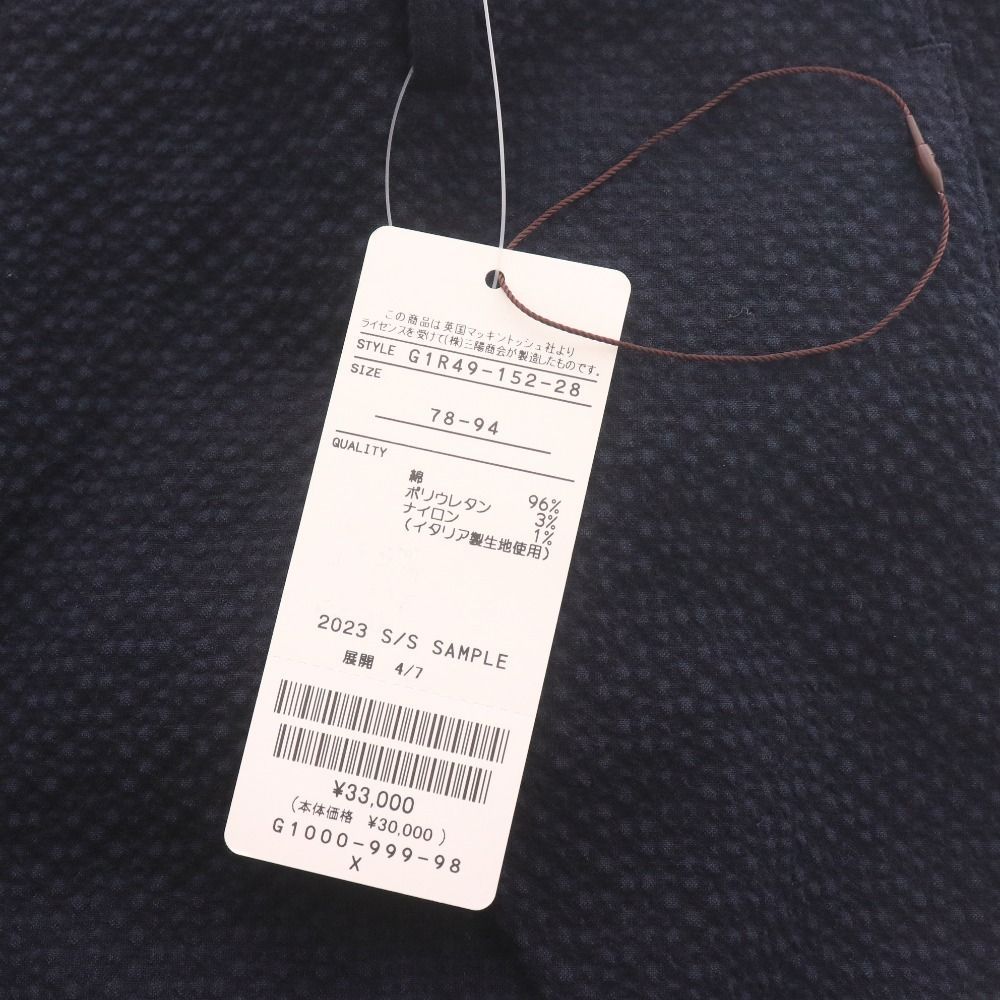 この商品は英国マッキントッシュ社より
ライセンスを受けて(株)三陽商会が製造したものです。
STYLE G1R49-152-28
SIZE
78-94
QUALITY
綿 96%
ポリウレタン 3%
ナイロン 1%
(イタリア製生地使用)
2023 S/S SAMPLE
展開 4/7
¥33,000
(本体価格 ¥30,000)
G1000-999-98
X